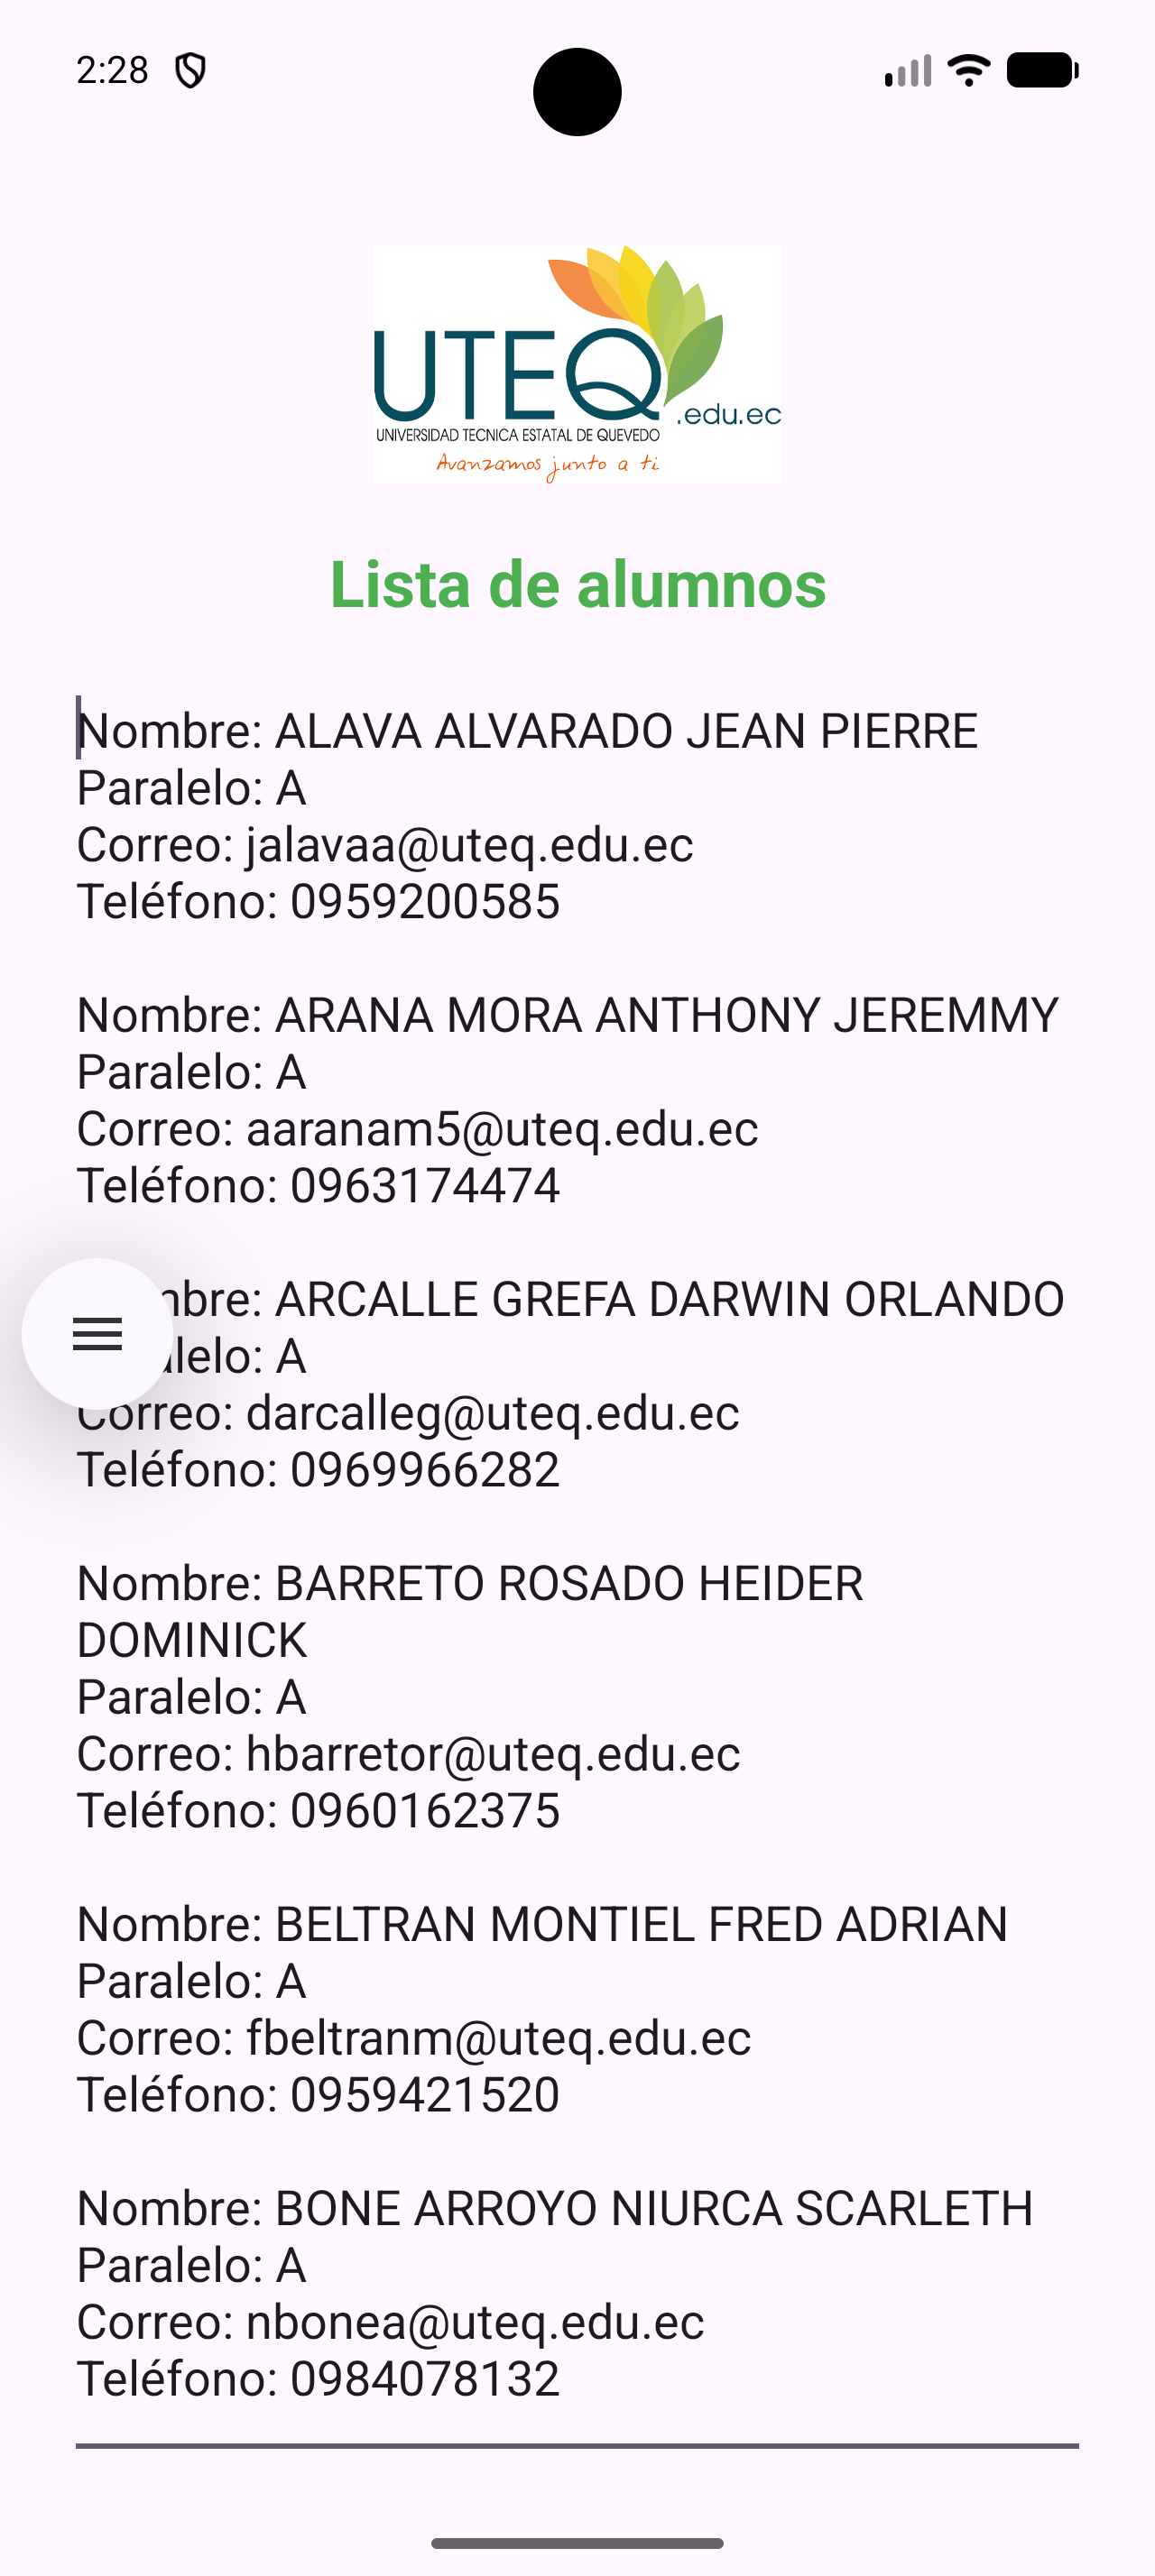 2:28
UTEQ
.edu.ec
UNIVERSIDAD TECNICA ESTATAL DE QUEVEDO
Avanzamos junto a ti
Lista de alumnos
Nombre: ALAVA ALVARADO JEAN PIERRE
Paralelo: A
Correo: jalavaa@uteq.edu.ec
Teléfono: 0959200585
Nombre: ARANA MORA ANTHONY JEREMMY
Paralelo: A
Correo: aaranam5@uteq.edu.ec
Teléfono: 0963174474
ARCALLE GREFA DARWIN ORLANDO
A
Correo: darcalleg@uteq.edu.ec
Teléfono: 0969966282
Nombre: BARRETO ROSADO HEIDER
DOMINICK
Paralelo: A
Correo: hbarretor@uteq.edu.ec
Teléfono: 0960162375
Nombre: BELTRAN MONTIEL FRED ADRIAN
Paralelo: A
Correo: fbeltranm@uteq.edu.ec
Teléfono: 0959421520
Nombre: BONE ARROYO NIURCA SCARLETH
Paralelo: A
Correo: nbonea@uteq.edu.ec
Teléfono: 0984078132